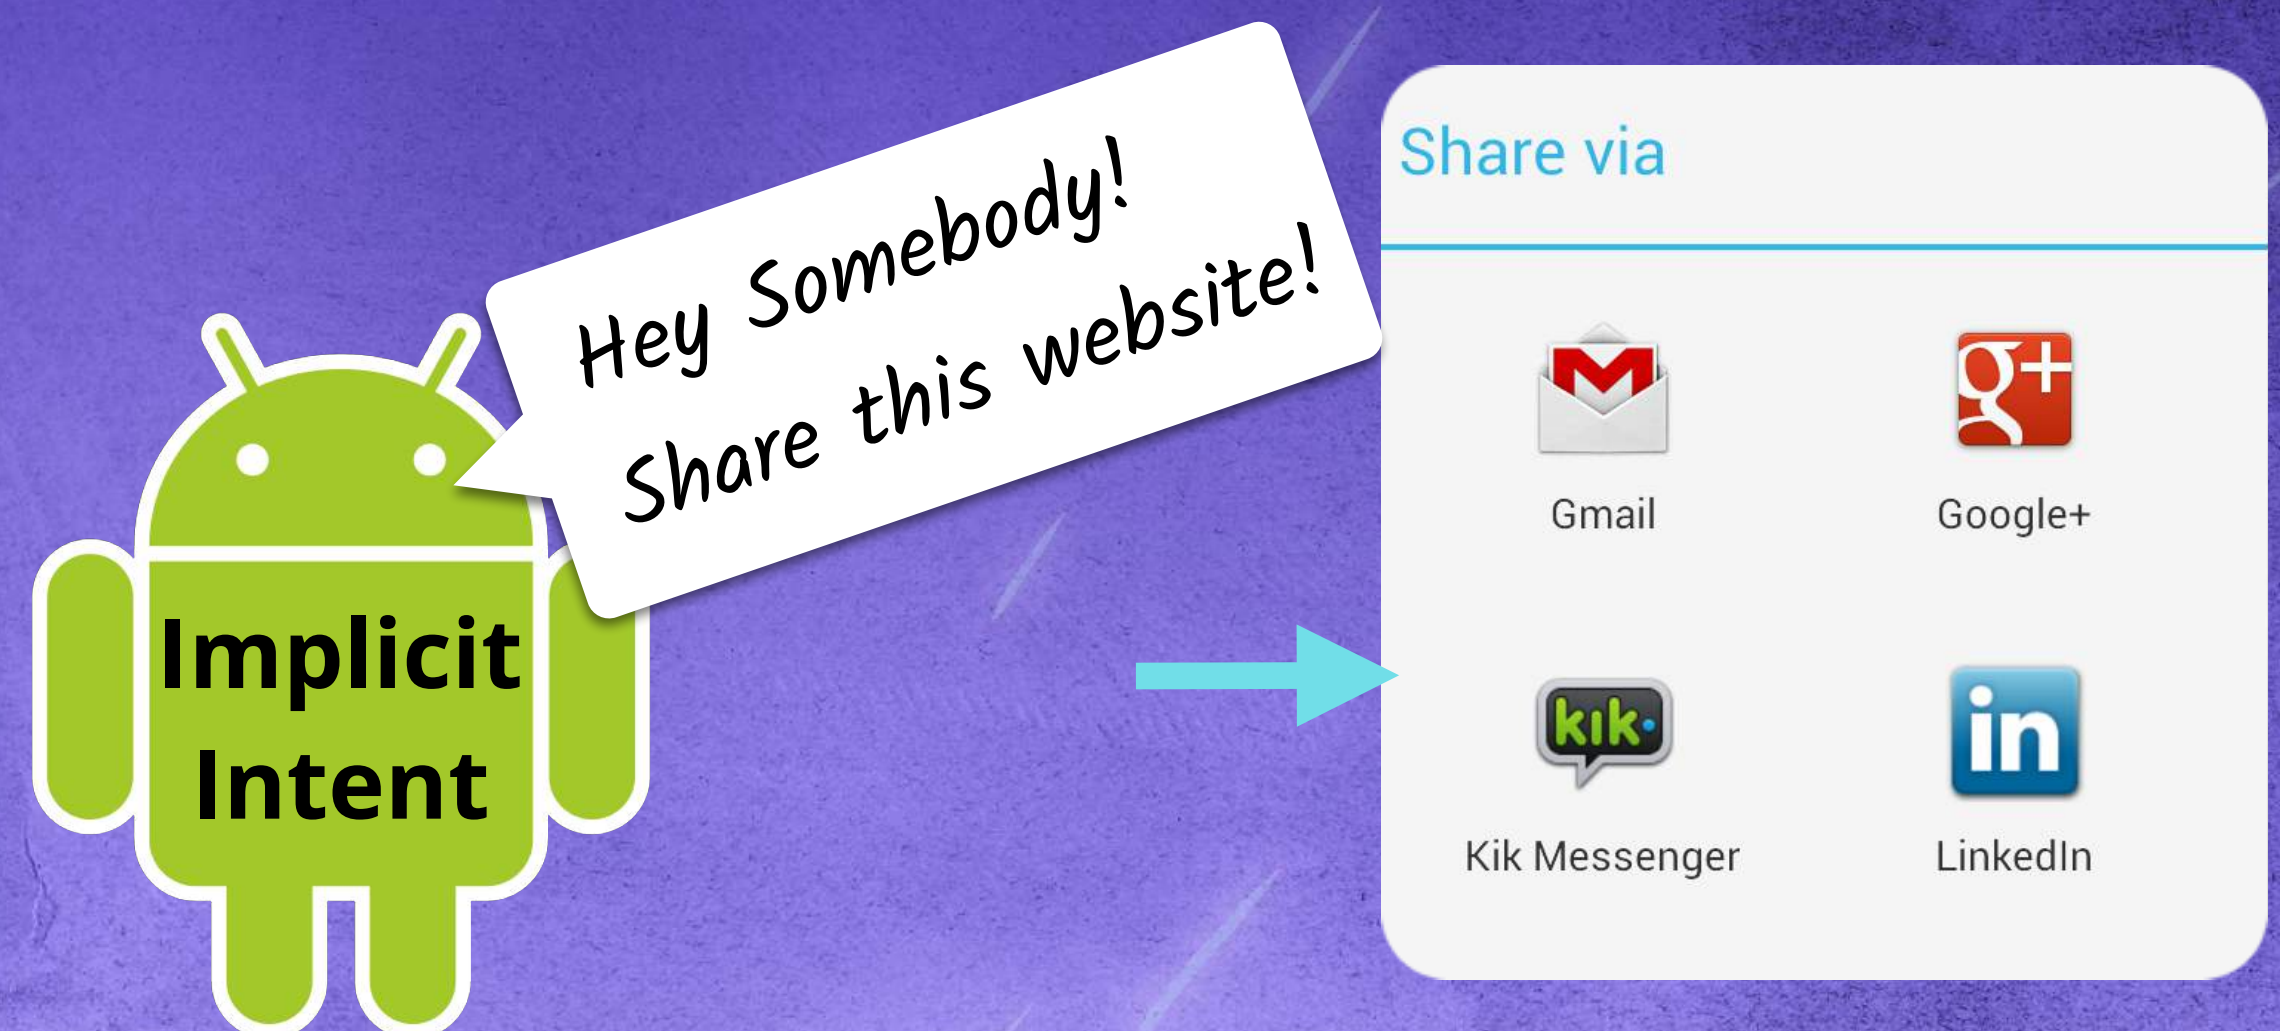 Hey Somebody!
Share this website!
Implicit
Intent
Share via
g+
Gmail
Google+
kik
in
Kik Messenger
LinkedIn